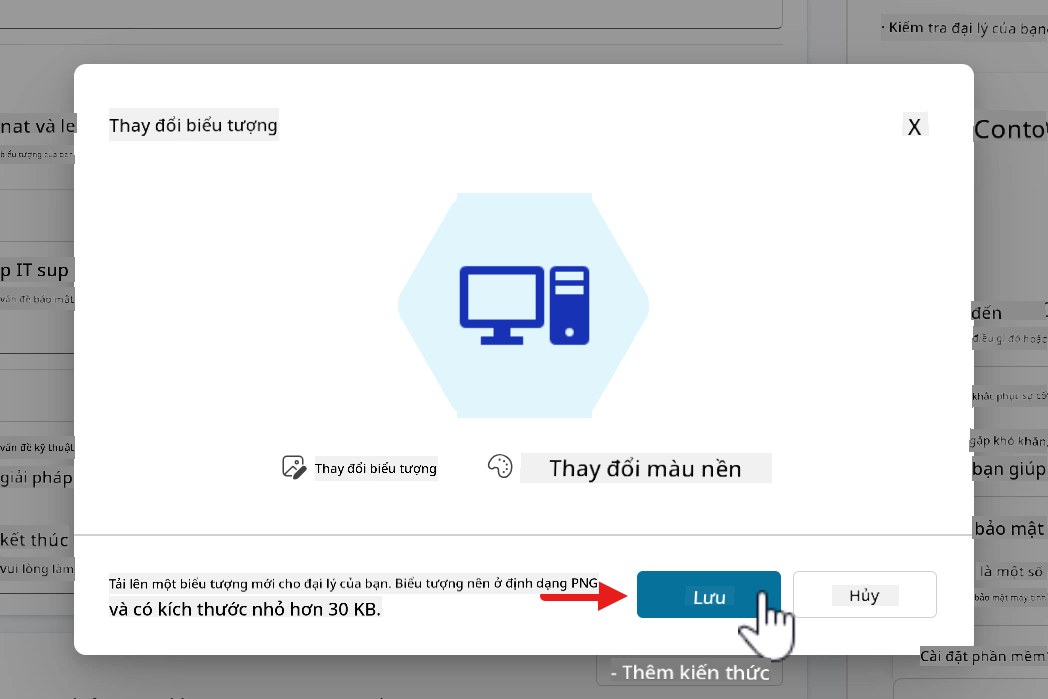 · Kiểm tra đại lý của bạn
nat và le
Thay đổi biểu tượng
X
Conto
biểu tượng của bạn
p IT sup
vấn đề bảo mật
đến
điều gì đó hoặc
khắc phục sự cố
vấn đề kỹ thuật
giải pháp
Thay đổi biểu tượng
Thay đổi màu nền
gặp khó khăn
bạn giúp
kết thúc
vui lòng làm
bảo mật
là một số
bảo mật máy tính
Tải lên một biểu tượng mới cho đại lý của bạn. Biểu tượng nên ở định dạng PNG
và có kích thước nhỏ hơn 30 KB.
Lưu
Hủy
Cài đặt phần mềm
- Thêm kiến thức